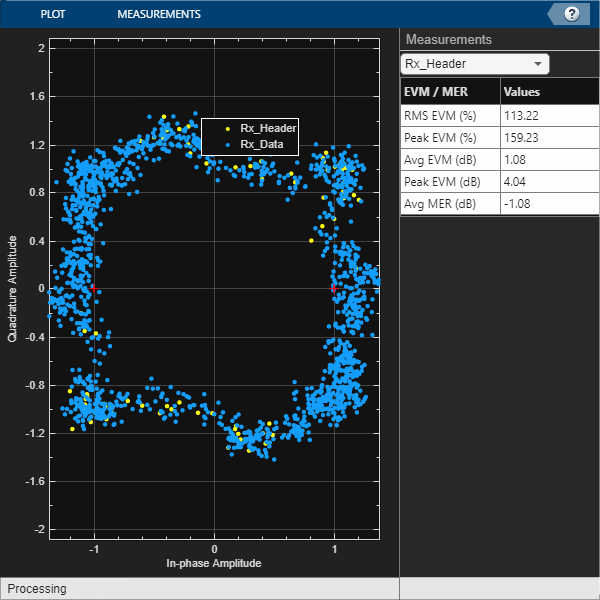 PLOT MEASUREMENTS ?
Measurements
Rx_Header
EVM / MER Values
RMS EVM (%) 113.22
Peak EVM (%) 159.23
Avg EVM (dB) 1.08
Peak EVM (dB) 4.04
Avg MER (dB) -1.08
2
1.6
1.2
0.8
0.4
0
-0.4
-0.8
-1.2
-1.6
-2
Quadrature Amplitude
Rx_Header
Rx_Data
-1 0 1
In-phase Amplitude
Processing